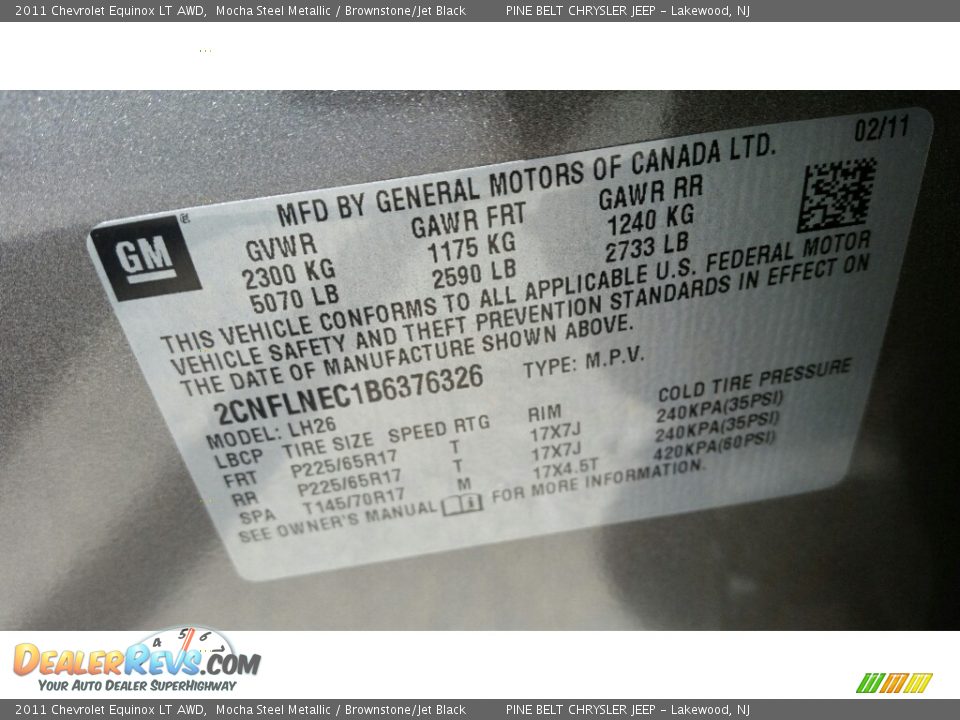 2011 Chevrolet Equinox LT AWD, Mocha Steel Metallic / Brownstone/Jet Black PINE BELT CHRYSLER JEEP - Lakewood, NJ
02/11
MFD BY GENERAL MOTORS OF CANADA LTD.
GM
GVWR GAWR FRT GAWR RR
2300 KG 1175 KG 1240 KG
5070 LB 2590 LB 2733 LB
THIS VEHICLE CONFORMS TO ALL APPLICABLE U.S. FEDERAL MOTOR
VEHICLE SAFETY AND THEFT PREVENTION STANDARDS IN EFFECT ON
THE DATE OF MANUFACTURE SHOWN ABOVE.
2CNFLNEC1B6376326 TYPE: M.P.V.
MODEL: LH26
LBCP TIRE SIZE SPEED RTG RIM COLD TIRE PRESSURE
FRT P225/65R17 T 17X7J 240KPA(35PSI)
RR P225/65R17 T 17X7J 240KPA(35PSI)
SPA T145/70R17 M 17X4.5T 420KPA(60PSI)
SEE OWNER'S MANUAL FOR MORE INFORMATION.
4 5 6 7
DEALERREVS.COM
YOUR AUTO DEALER SUPERHIGHWAY
2011 Chevrolet Equinox LT AWD, Mocha Steel Metallic / Brownstone/Jet Black PINE BELT CHRYSLER JEEP - Lakewood, NJ